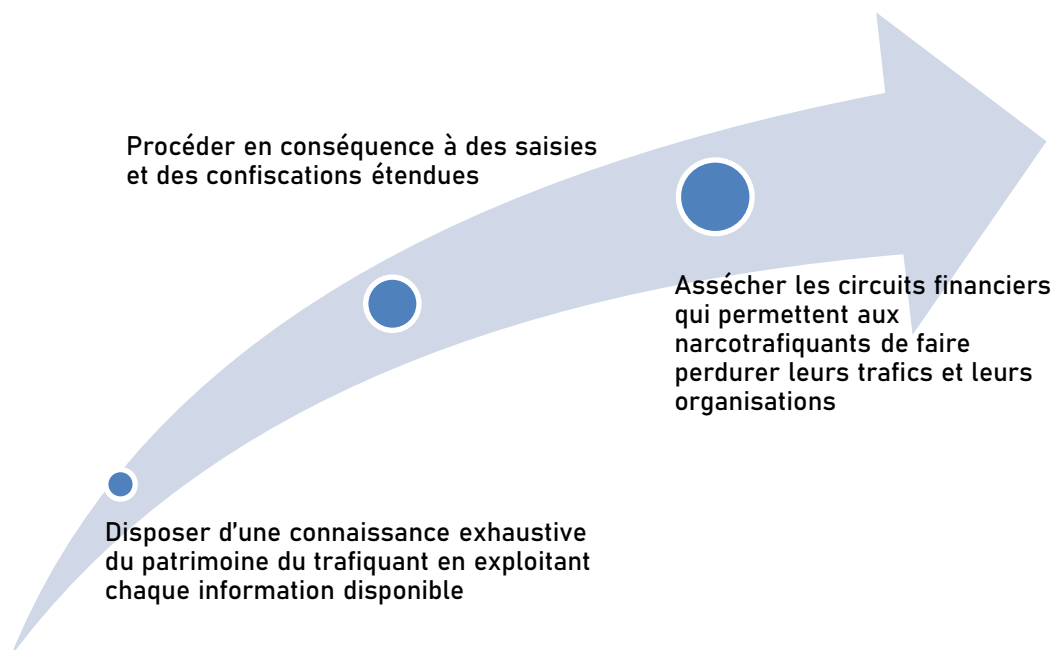 Procéder en conséquence à des saisies
et des confiscations étendues
Assécher les circuits financiers
qui permettent aux
narcotrafiquants de faire
perdurer leurs trafics et leurs
organisations
Disposer d’une connaissance exhaustive
du patrimoine du trafiquant en exploitant
chaque information disponible